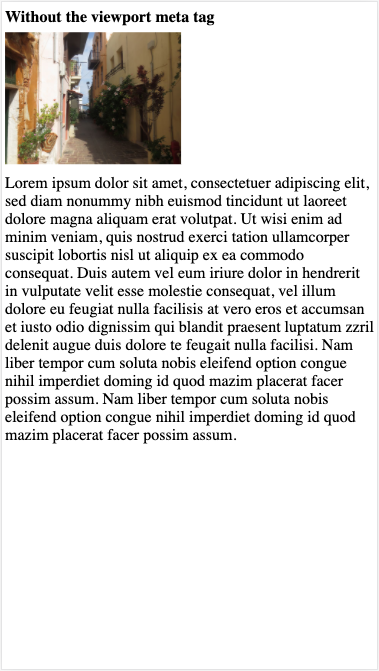 Without the viewport meta tag
Lorem ipsum dolor sit amet, consectetuer adipiscing elit,
sed diam nonummy nibh euismod tincidunt ut laoreet
dolore magna aliquam erat volutpat. Ut wisi enim ad
minim veniam, quis nostrud exerci tation ullamcorper
suscipit lobortis nisl ut aliquip ex ea commodo
consequat. Duis autem vel eum iriure dolor in hendrerit
in vulputate velit esse molestie consequat, vel illum
dolore eu feugiat nulla facilisis at vero eros et accumsan
et iusto odio dignissim qui blandit praesent luptatum zzril
delenit augue duis dolore te feugait nulla facilisi. Nam
liber tempor cum soluta nobis eleifend option congue
nihil imperdiet doming id quod mazim placerat facer
possim assum. Nam liber tempor cum soluta nobis
eleifend option congue nihil imperdiet doming id quod
mazim placerat facer possim assum.